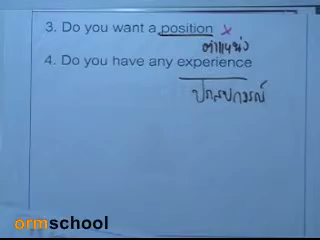 3. Do you want a position x
ตำแหน่ง
4. Do you have any experience
ประสบการณ์
ormschool